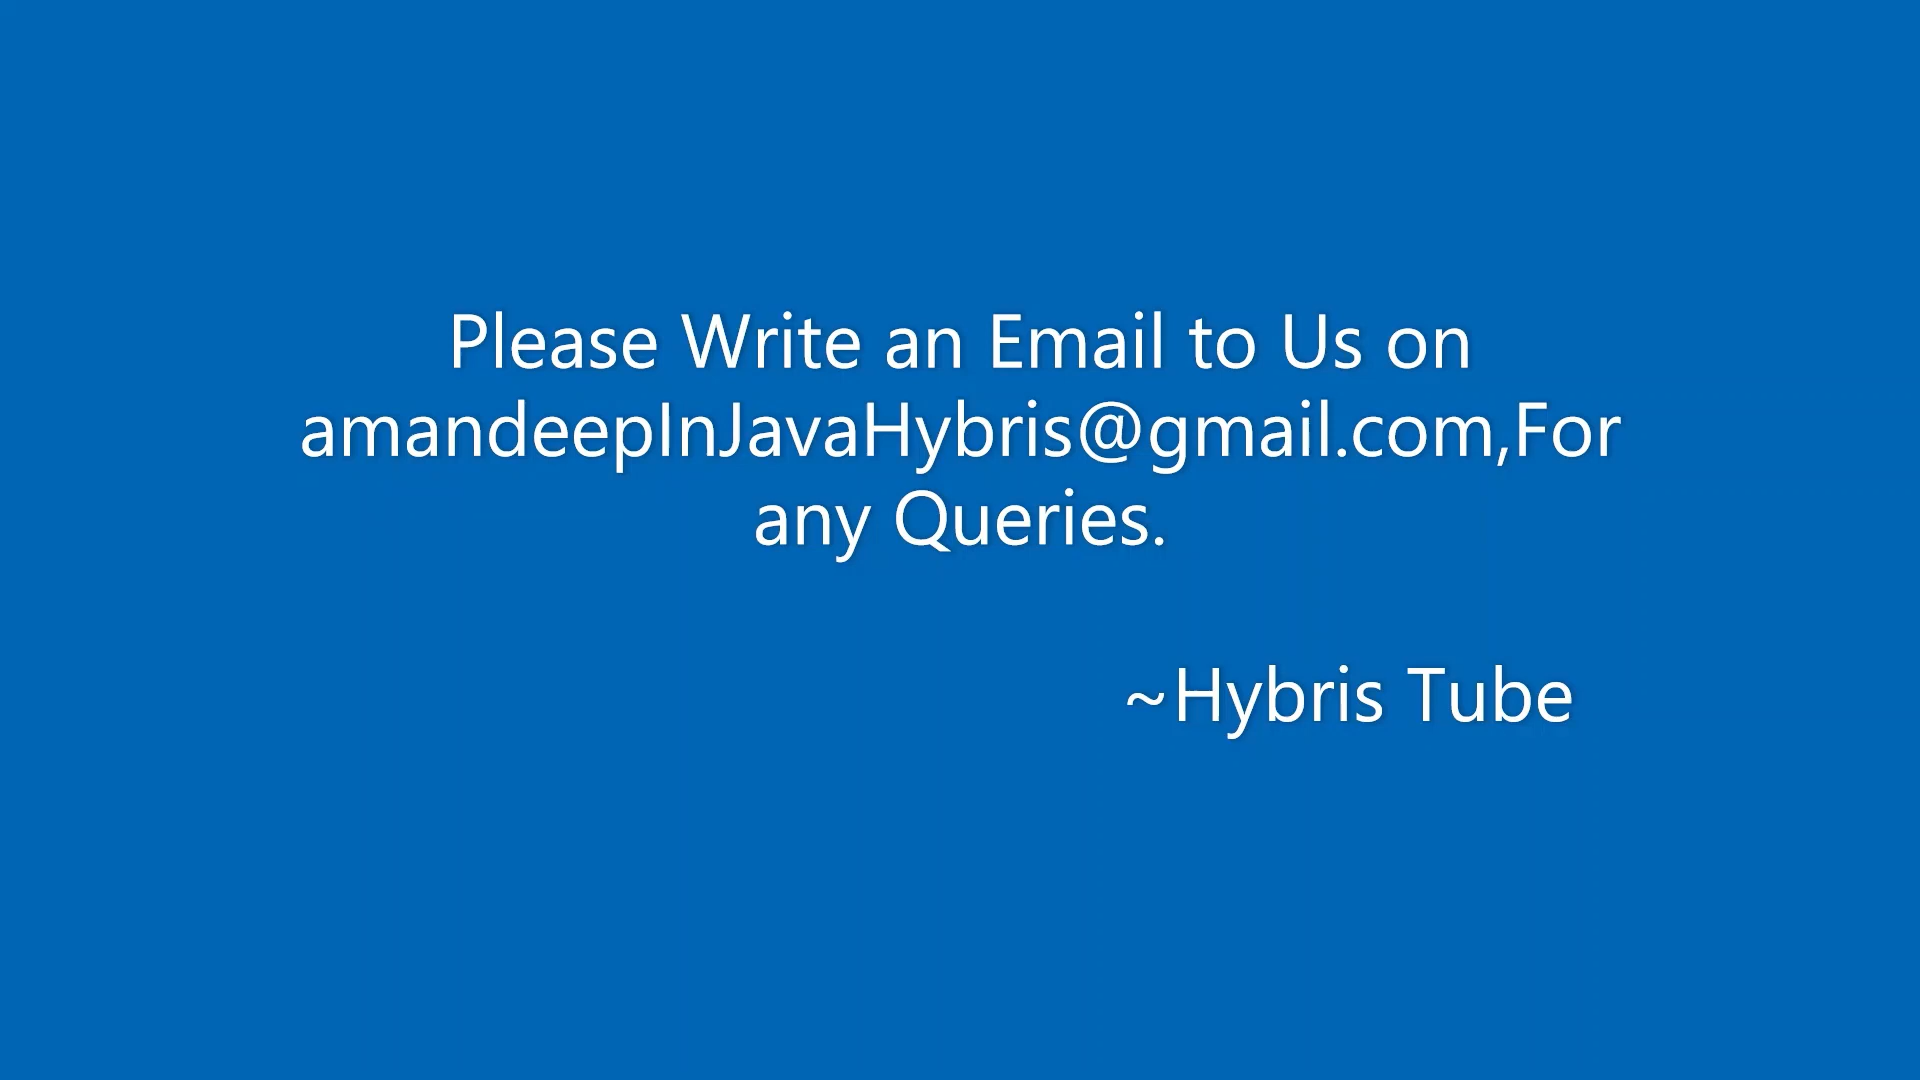 Please Write an Email to Us on
amandeepInJavaHybris@gmail.com,For
any Queries.
~Hybris Tube